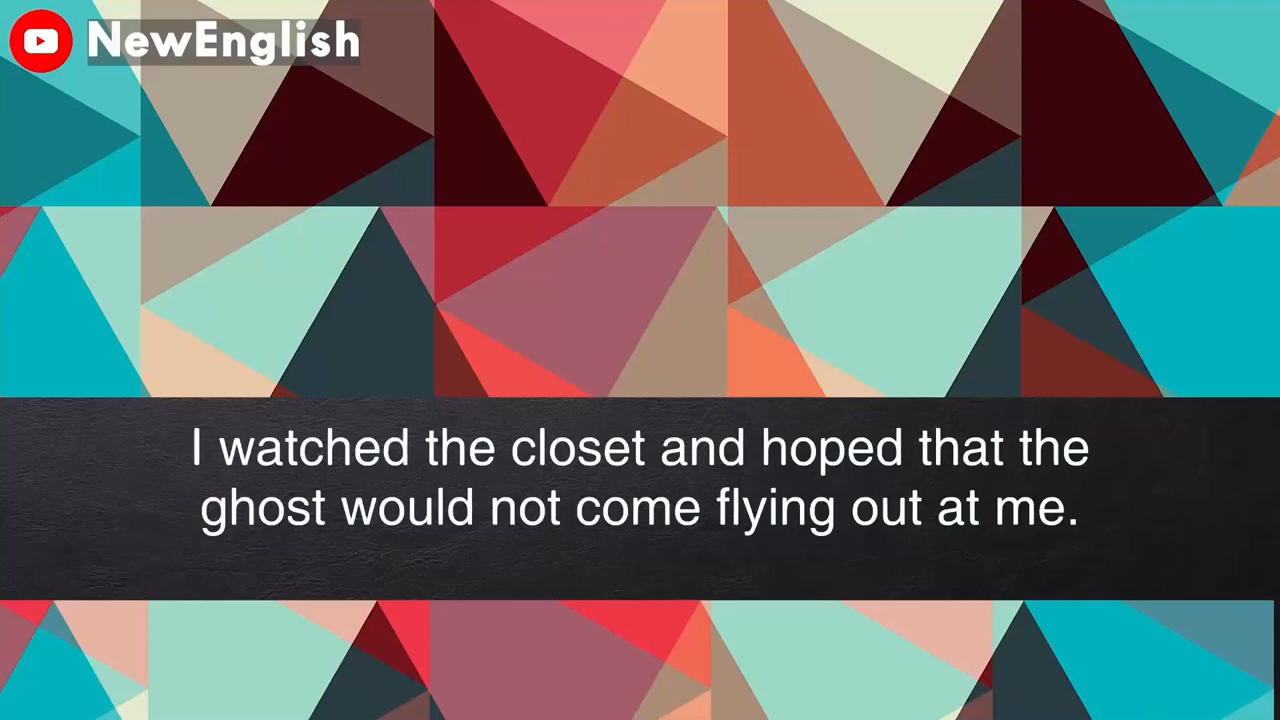 NewEnglish
I watched the closet and hoped that the
ghost would not come flying out at me.